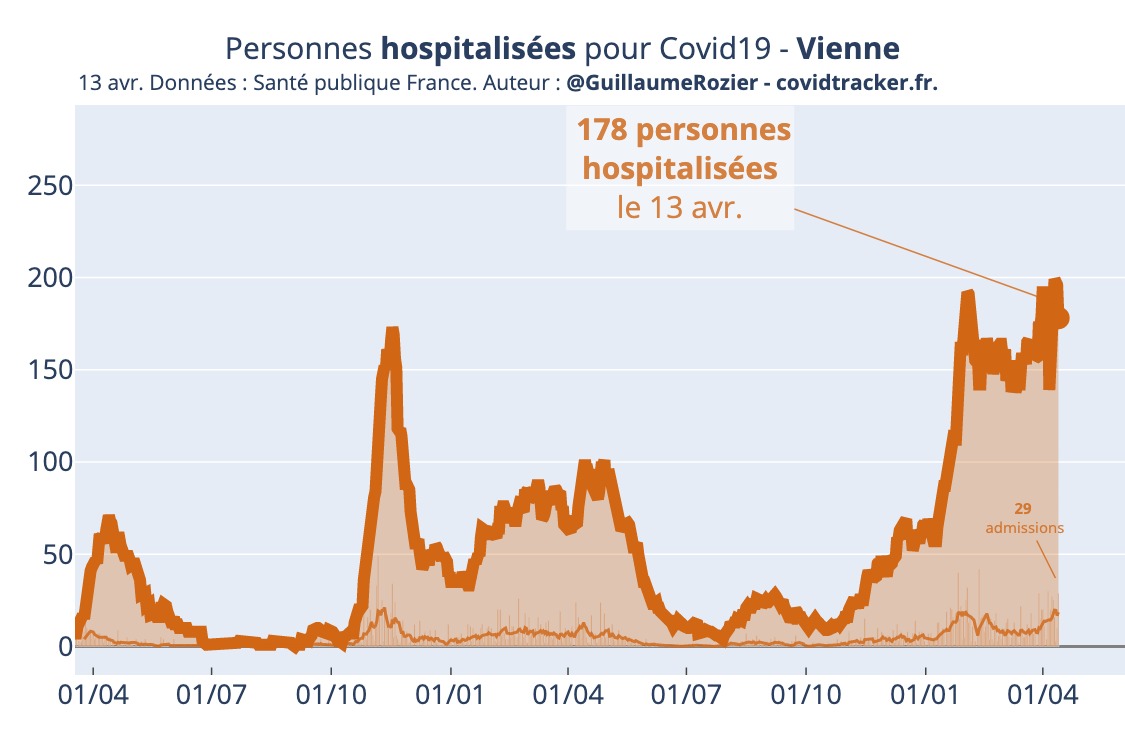 Personnes hospitalisées pour Covid19 - Vienne
13 avr. Données : Santé publique France. Auteur : @GuillaumeRozier - covidtracker.fr.
178 personnes
hospitalisées
le 13 avr.
250
200
150
100
50
0
29
admissions
01/04 01/07 01/10 01/01 01/04 01/07 01/10 01/01 01/04